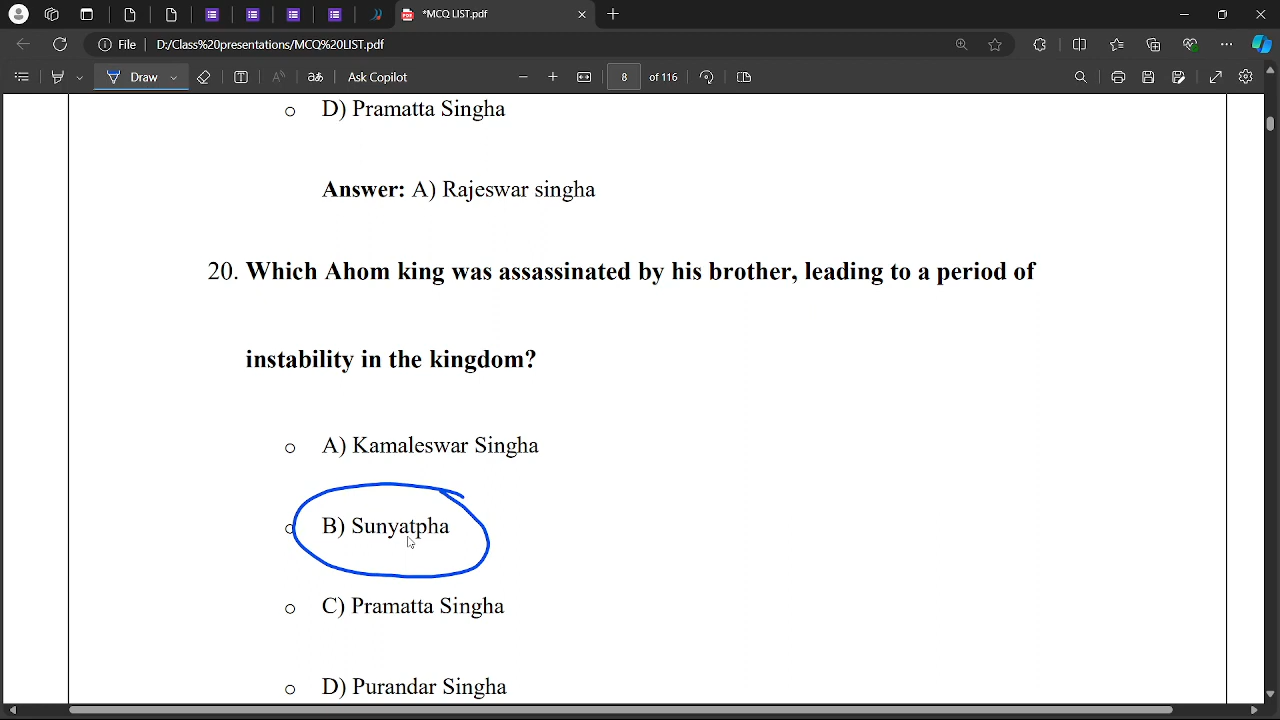 *MCQ LIST.pdf
File D:/Class%20presentations/MCQ%20LIST.pdf
Draw Ask Copilot 8 of 116
D) Pramatta Singha
Answer: A) Rajeswar singha
20. Which Ahom king was assassinated by his brother, leading to a period of
instability in the kingdom?
A) Kamaleswar Singha
B) Sunyatpha
C) Pramatta Singha
D) Purandar Singha